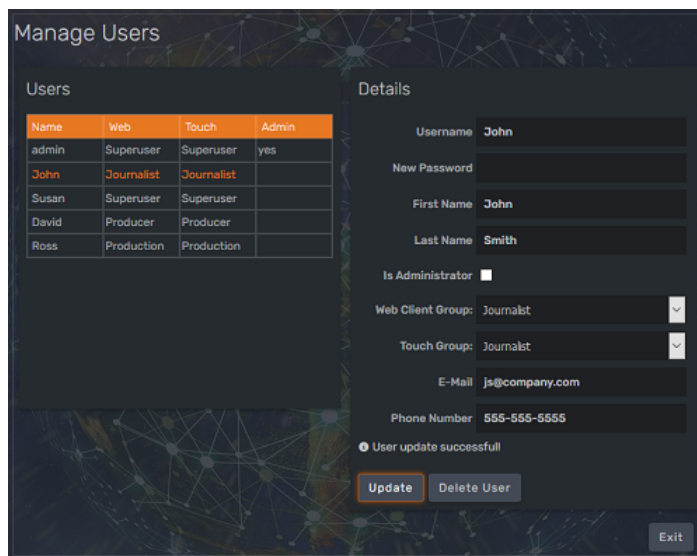 Manage Users
Users
Name Web Touch Admin
admin Superuser Superuser yes
John Journalist Journalist
Susan Superuser Superuser
David Producer Producer
Ross Production Production
Details
Username John
New Password
First Name John
Last Name Smith
Is Administrator
Web Client Group: Journalist
Touch Group: Journalist
E-Mail js@company.com
Phone Number 555-555-5555
User update successfull
Update Delete User
Exit